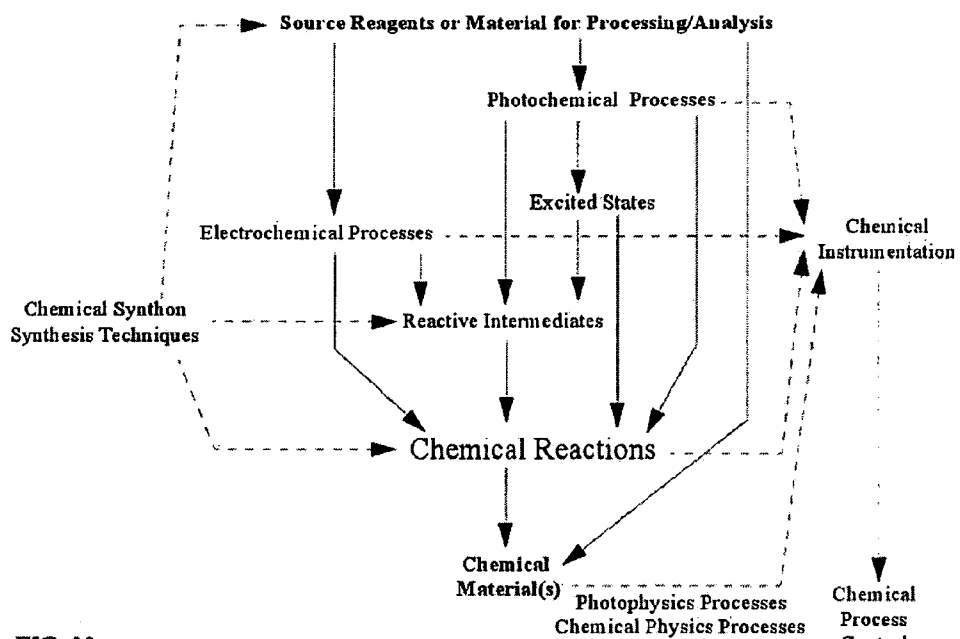 Source Reagents or Material for Processing/Analysis
Photochemical Processes
Excited States
Electrochemical Processes
Chemical
Instrumentation
Chemical Synthon
Synthesis Techniques
Reactive Intermediates
Chemical Reactions
Chemical
Material(s)
Photophysics Processes
Chemical Physics Processes
Chemical
Process